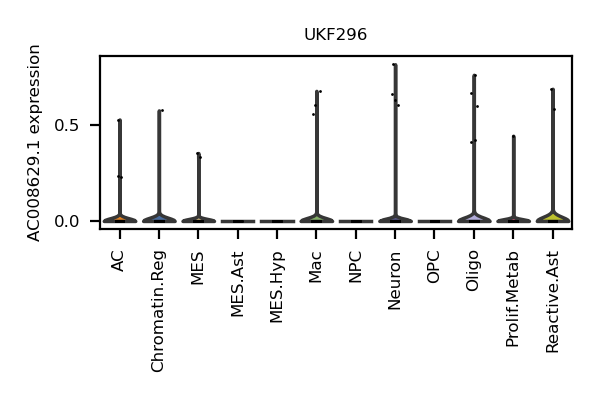 UKF296
AC008629.1 expression
0.5
0.0
AC
Chromatin.Reg
MES
MES.Ast
MES.Hyp
Mac
NPC
Neuron
OPC
Oligo
Prolif.Metab
Reactive.Ast